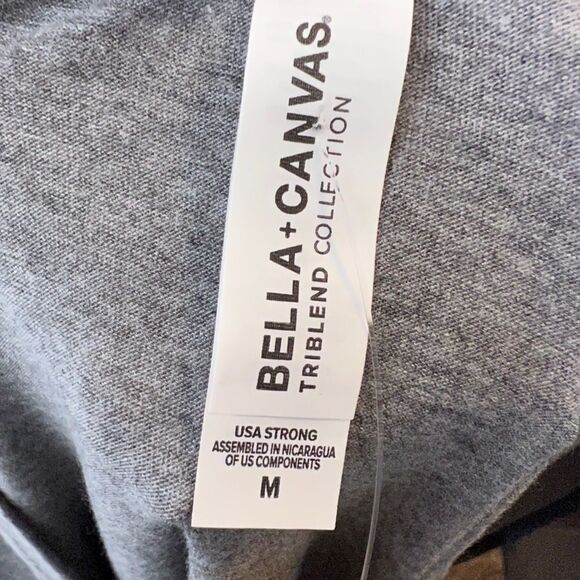 BELLA+CANVAS®
TRIBLEND COLLECTION
USA STRONG
ASSEMBLED IN NICARAGUA
OF US COMPONENTS
M